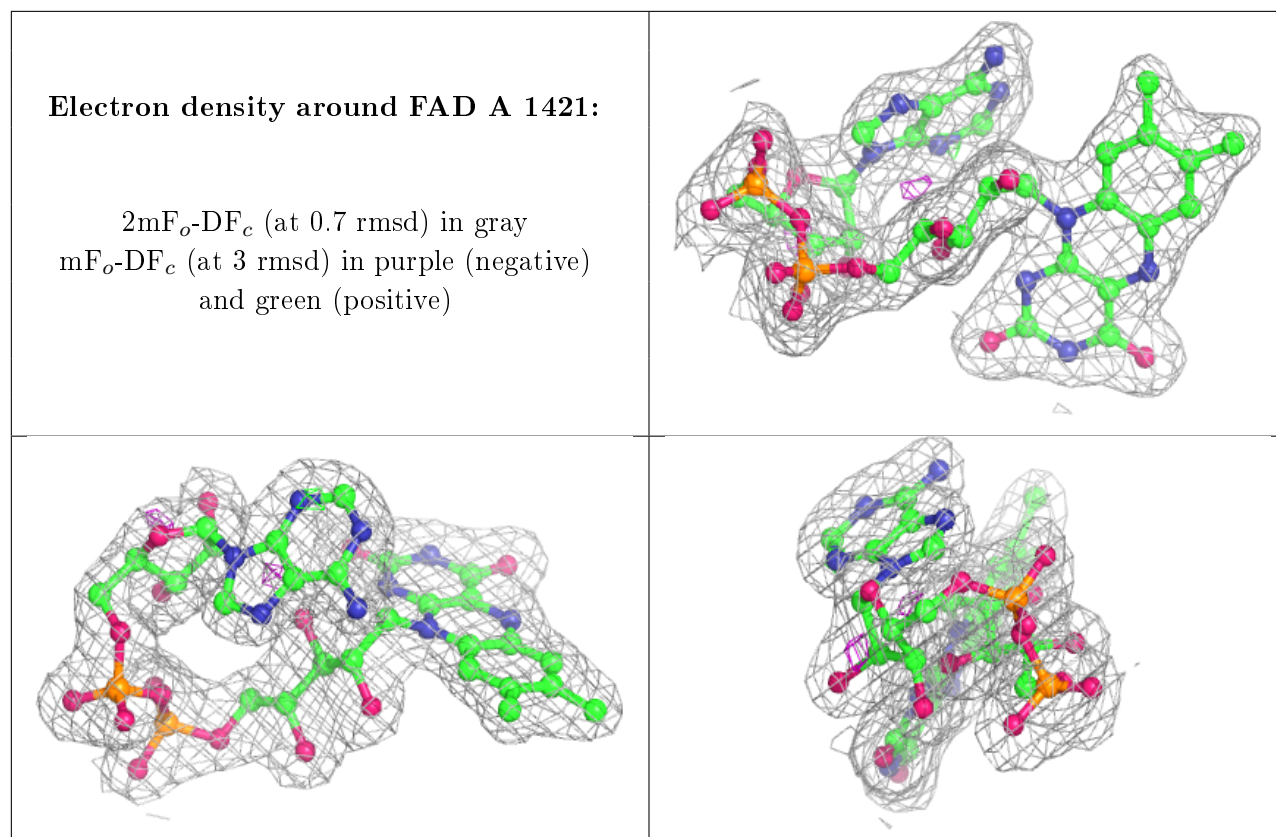 Electron density around FAD A 1421:
2mFo-DFc (at 0.7 rmsd) in gray
mFo-DFc (at 3 rmsd) in purple (negative)
and green (positive)